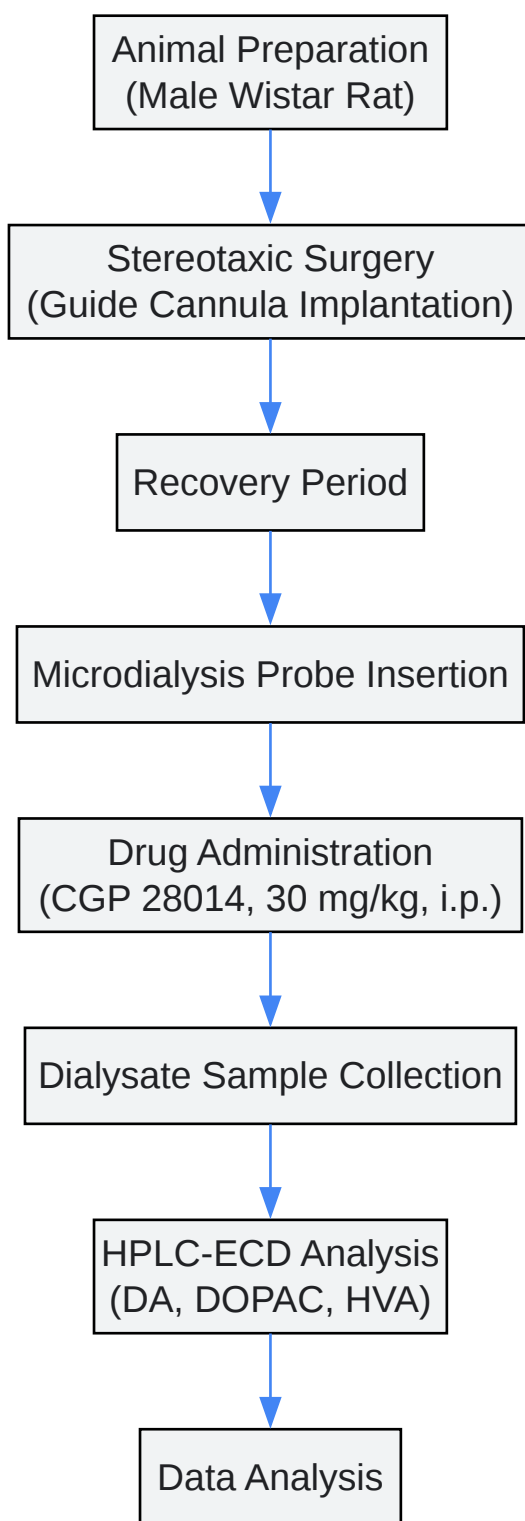 Animal Preparation
(Male Wistar Rat)
Stereotaxic Surgery
(Guide Cannula Implantation)
Recovery Period
Microdialysis Probe Insertion
Drug Administration
(CGP 28014, 30 mg/kg, i.p.)
Dialysate Sample Collection
HPLC-ECD Analysis
(DA, DOPAC, HVA)
Data Analysis